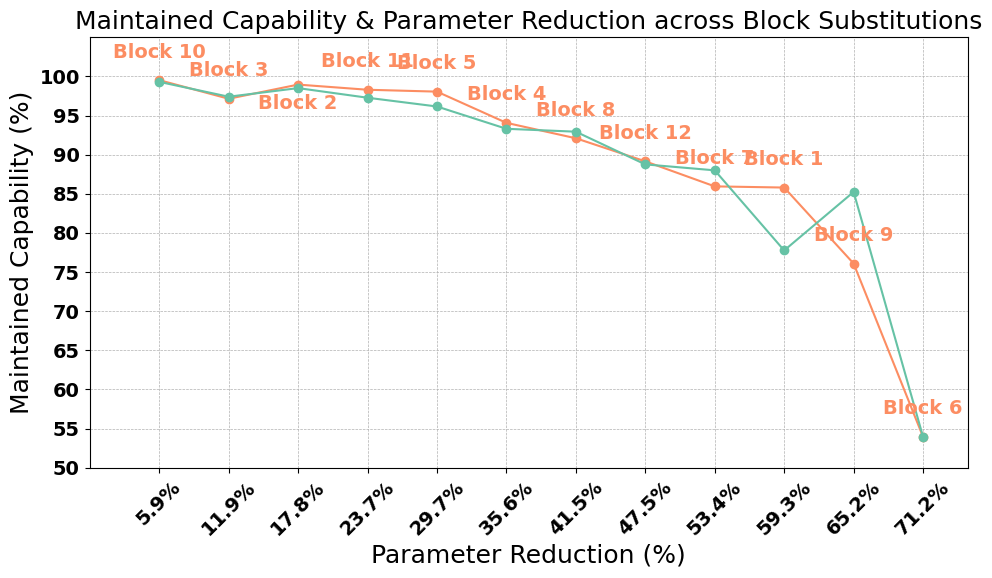 Maintained Capability & Parameter Reduction across Block Substitutions
Maintained Capability (%)
100
95
90
85
80
75
70
65
60
55
50
Block 10
Block 3
Block 2
Block 11
Block 5
Block 4
Block 8
Block 12
Block 7
Block 1
Block 9
Block 6
5.9%
11.9%
17.8%
23.7%
29.7%
35.6%
41.5%
47.5%
53.4%
59.3%
65.2%
71.2%
Parameter Reduction (%)